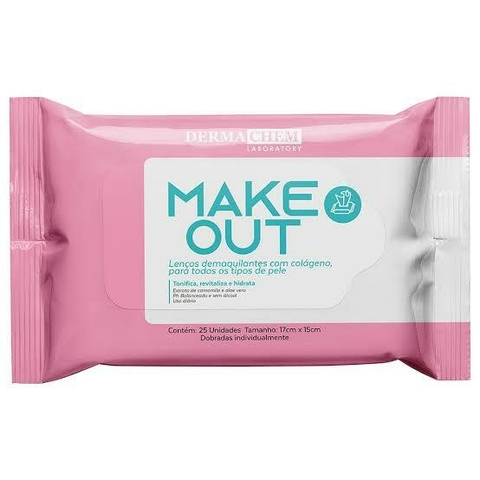 DERMACHEM
LABORATORY
MAKE
OUT
Lenços demaquilantes com colágeno,
para todos os tipos de pele
Tonifica, revitaliza e hidrata
Extrato de camomila e aloe vera
Ph Balanceado e sem álcool
Uso diário
Contém: 25 Unidades Tamanho: 17cm x 15cm
Dobradas individualmente